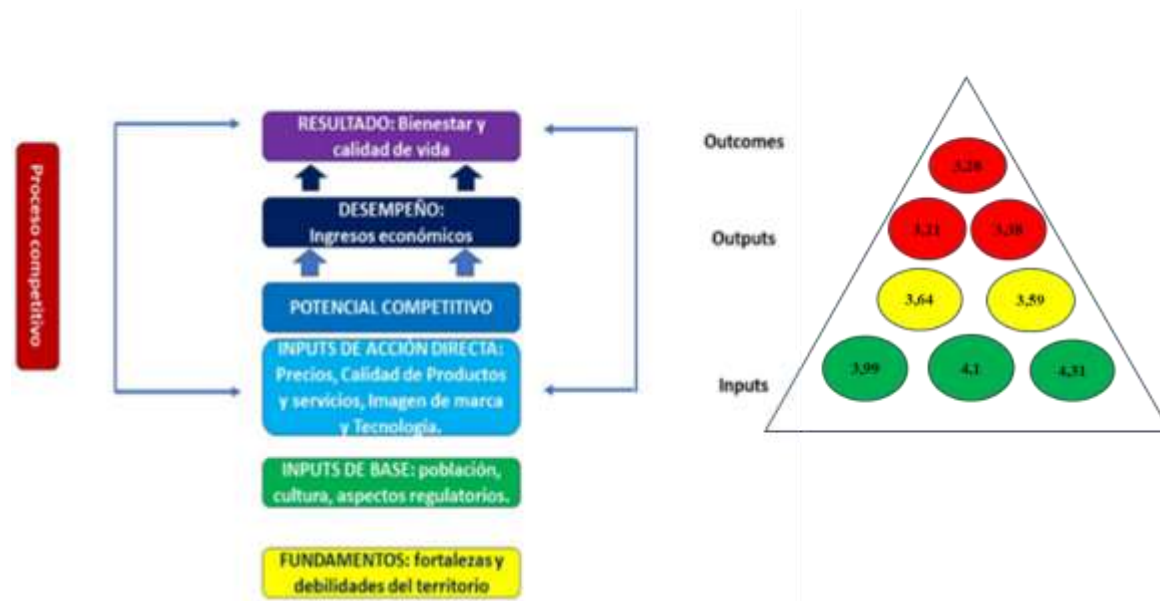 Proceso competitivo
RESULTADO: Bienestar y
calidad de vida
DESEMPEÑO:
Ingresos económicos
POTENCIAL COMPETITIVO
INPUTS DE ACCIÓN DIRECTA:
Precios, Calidad de Productos
y servicios, Imagen de marca
y Tecnología.
INPUTS DE BASE: población,
cultura, aspectos regulatorios.
FUNDAMENTOS: fortalezas y
debilidades del territorio
Outcomes
Outputs
3,38
3,64
3,59
Inputs
3,99
4,1
4,31